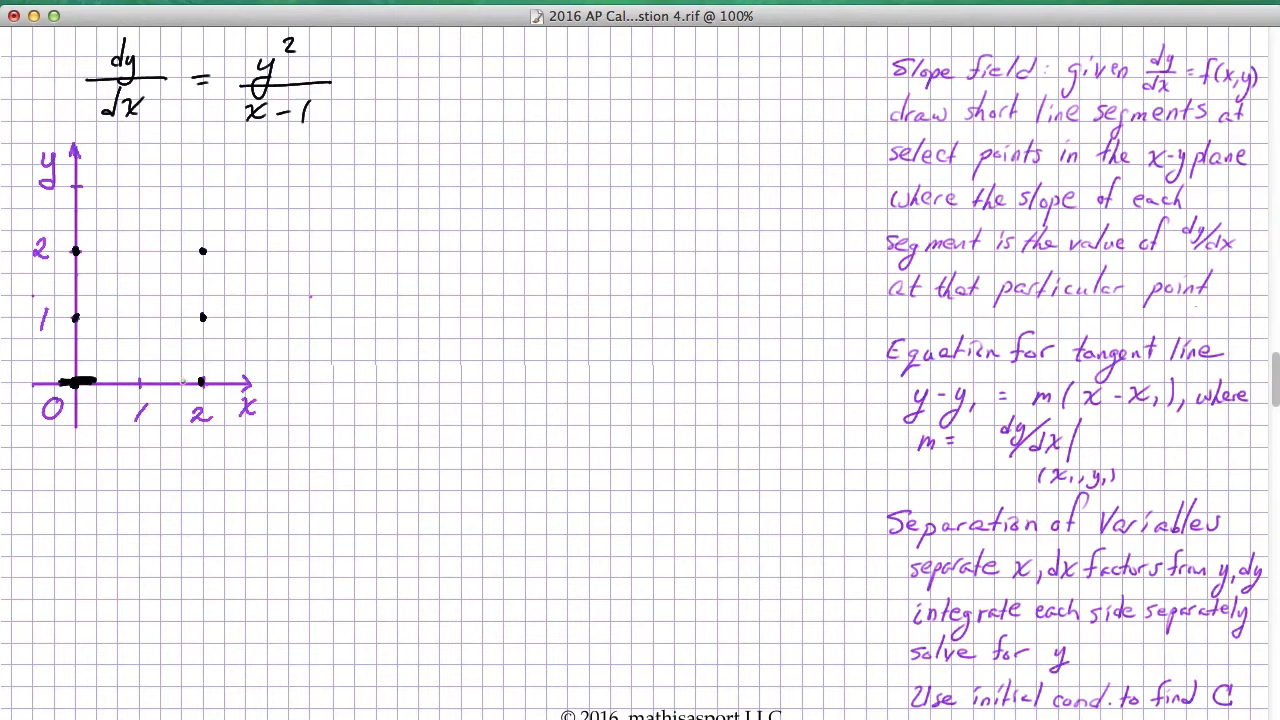 2016 AP Cal...stion 4.rif @ 100%
dy/dx = y²/(x-1)
y
2
1
0 1 2 x
Slope field: given dy/dx = f(x,y)
draw short line segments at
select points in the x-y plane
where the slope of each
segment is the value of dy/dx
at that particular point
Equation for tangent line
y-y₁ = m(x-x₁), where
m = dy/dx|
(x₁,y₁)
Separation of Variables
separate x,dx factors from y,dy
integrate each side separately
solve for y
Use initial cond. to find C
© 2016 mathisasport LLC